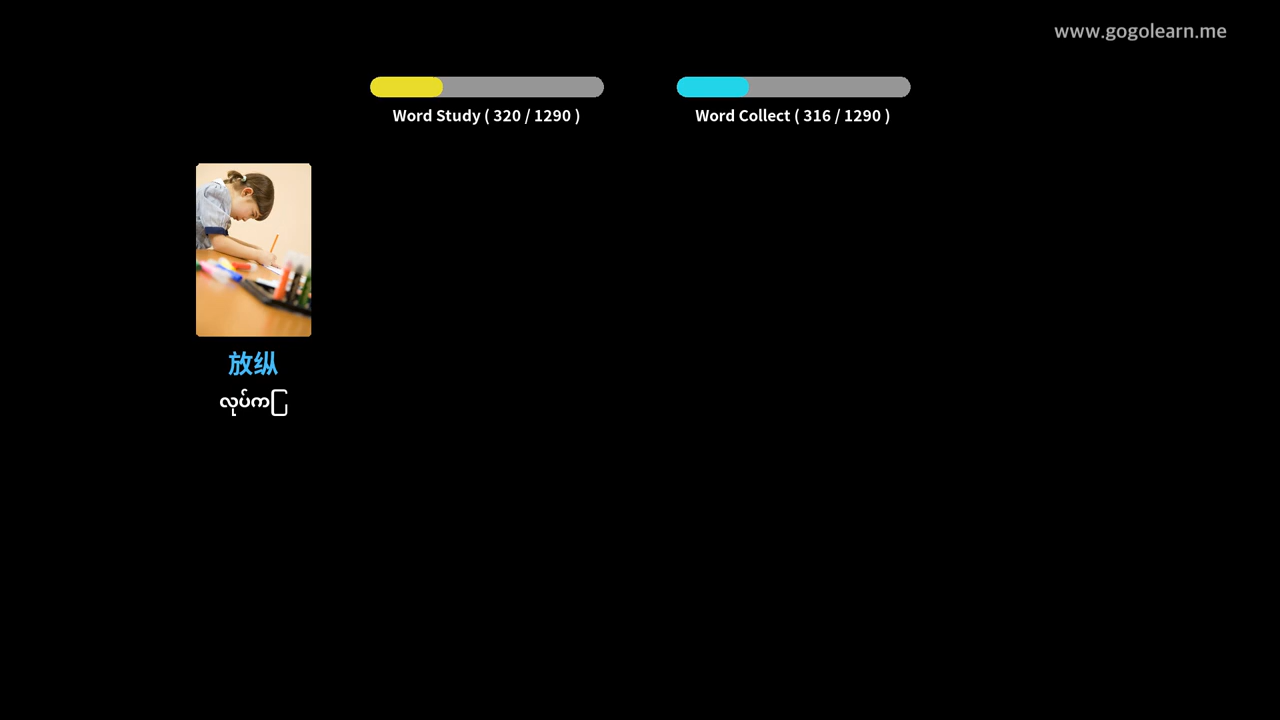 www.gogolearn.me
Word Study ( 320 / 1290 )
Word Collect ( 316 / 1290 )
放纵
လုပ်ကြ